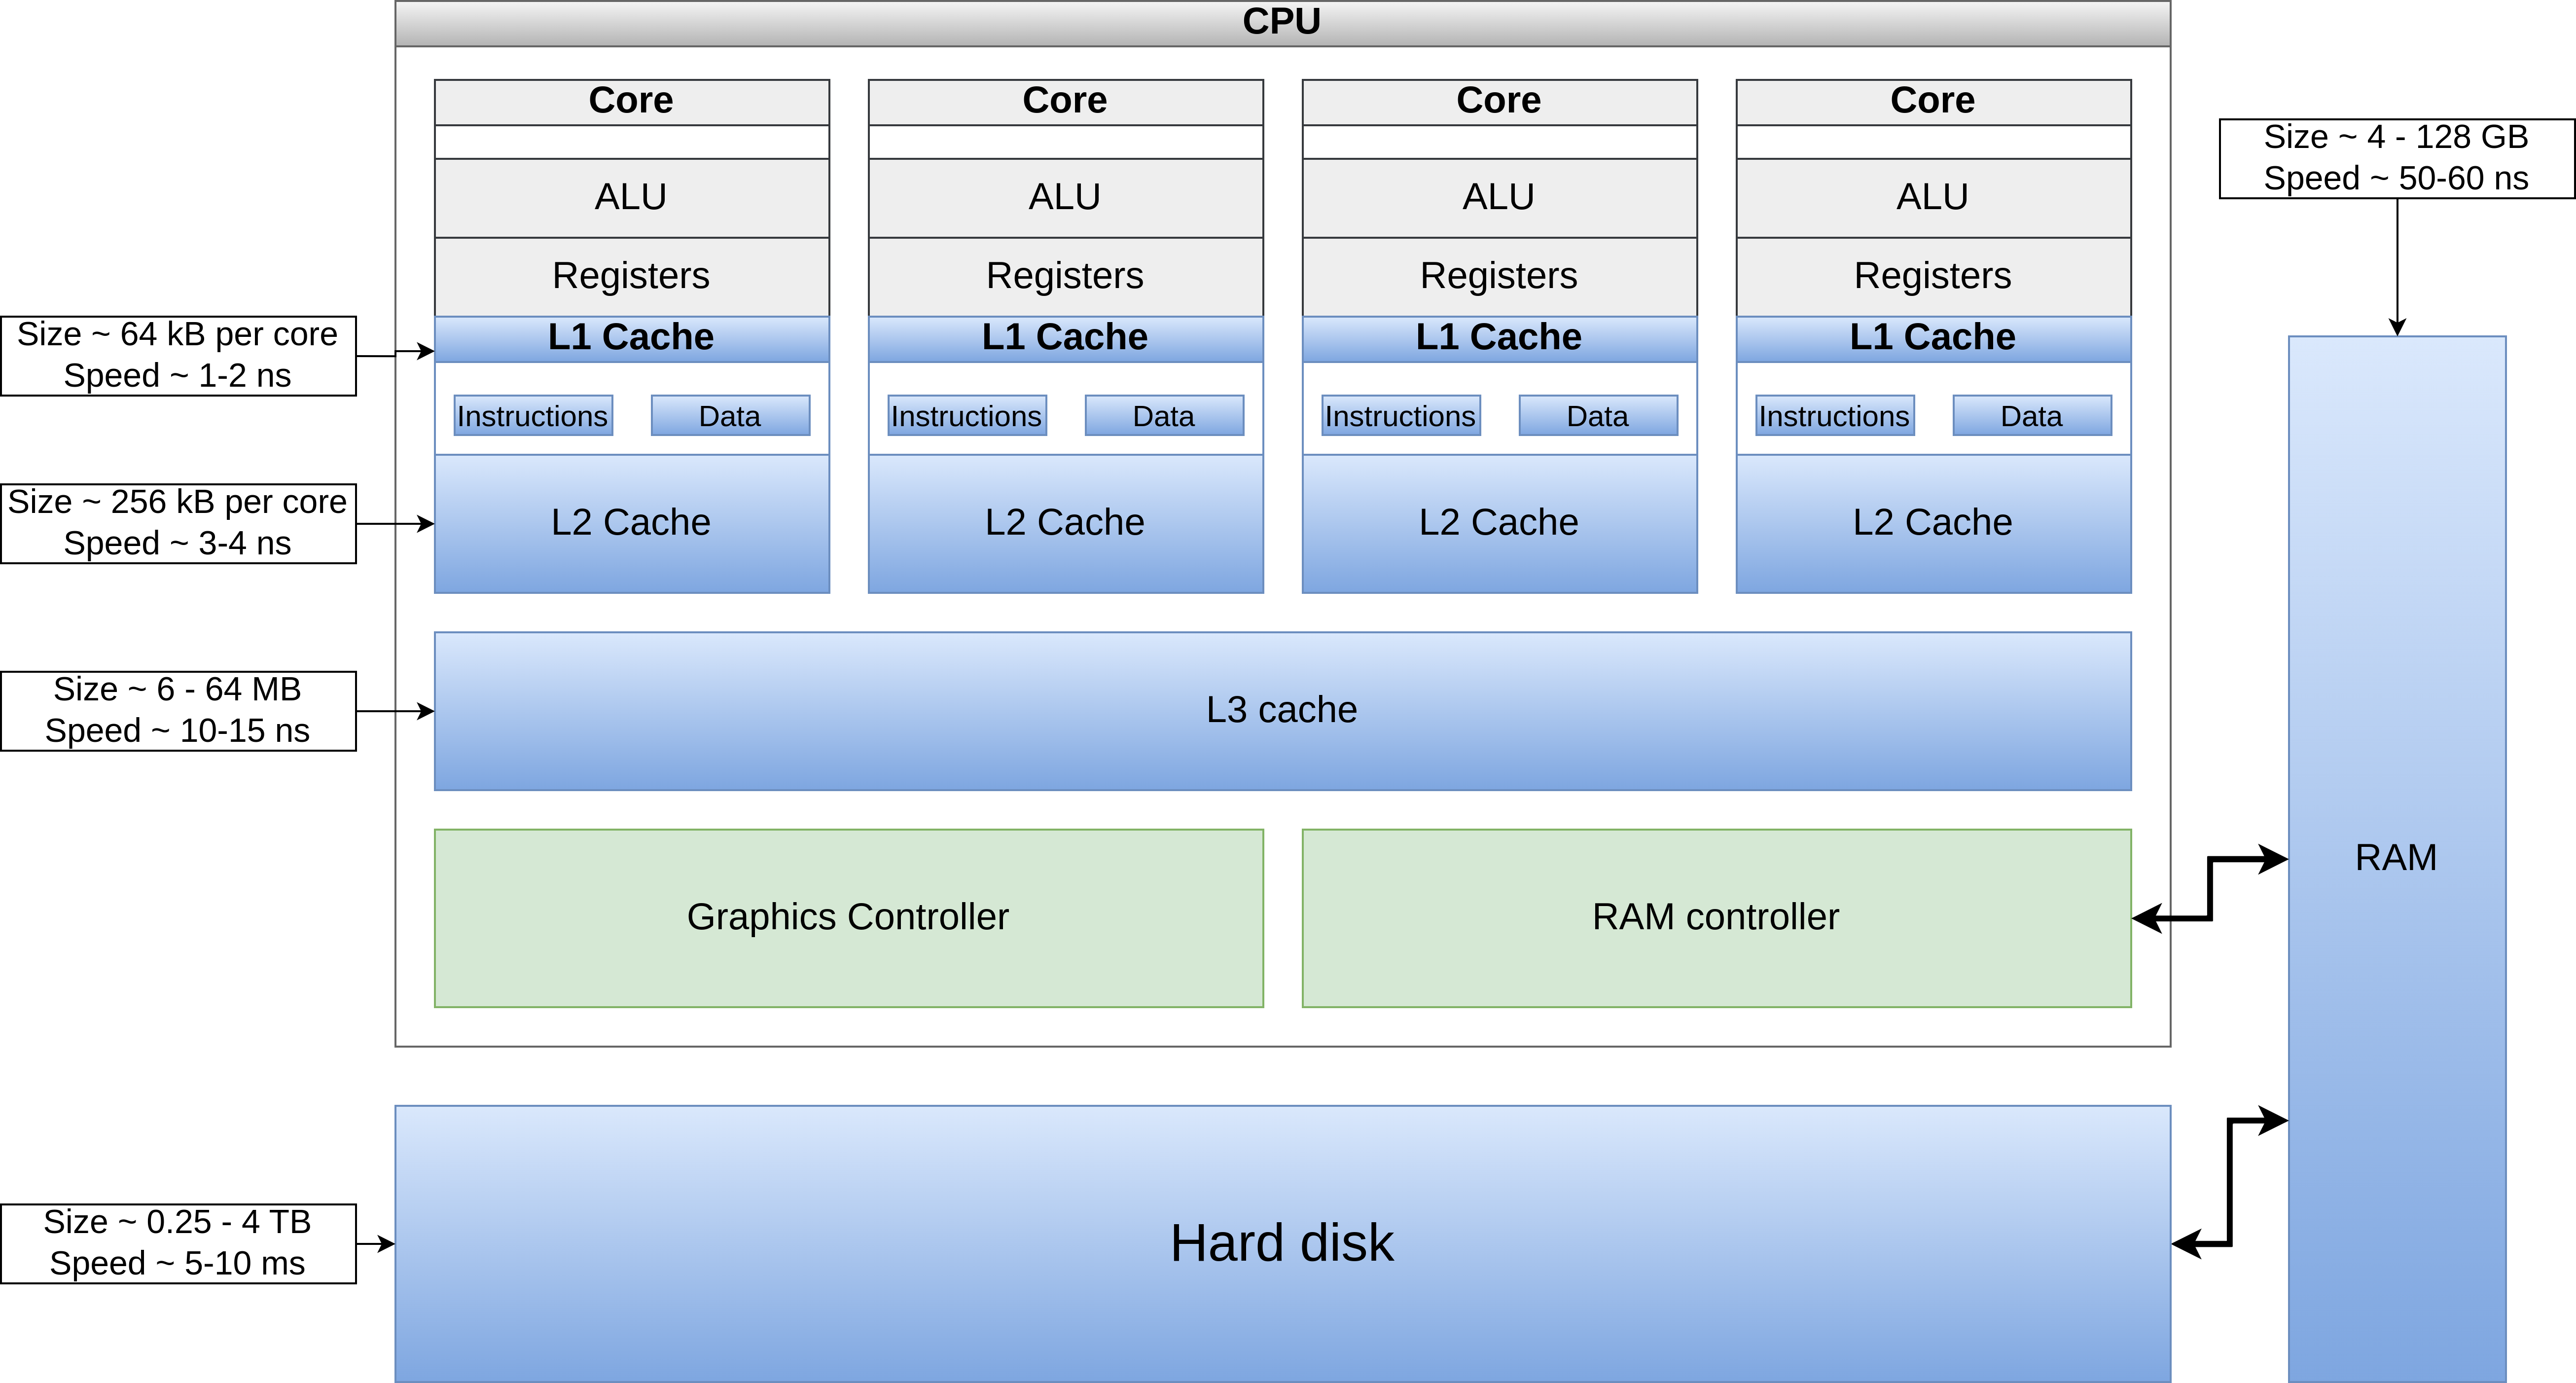 CPU
Core
Core
Core
Core
ALU
ALU
ALU
ALU
Registers
Registers
Registers
Registers
L1 Cache
L1 Cache
L1 Cache
L1 Cache
Instructions
Data
Instructions
Data
Instructions
Data
Instructions
Data
L2 Cache
L2 Cache
L2 Cache
L2 Cache
L3 cache
Graphics Controller
RAM controller
Hard disk
RAM
Size ~ 64 kB per core
Speed ~ 1-2 ns
Size ~ 256 kB per core
Speed ~ 3-4 ns
Size ~ 6 - 64 MB
Speed ~ 10-15 ns
Size ~ 0.25 - 4 TB
Speed ~ 5-10 ms
Size ~ 4 - 128 GB
Speed ~ 50-60 ns